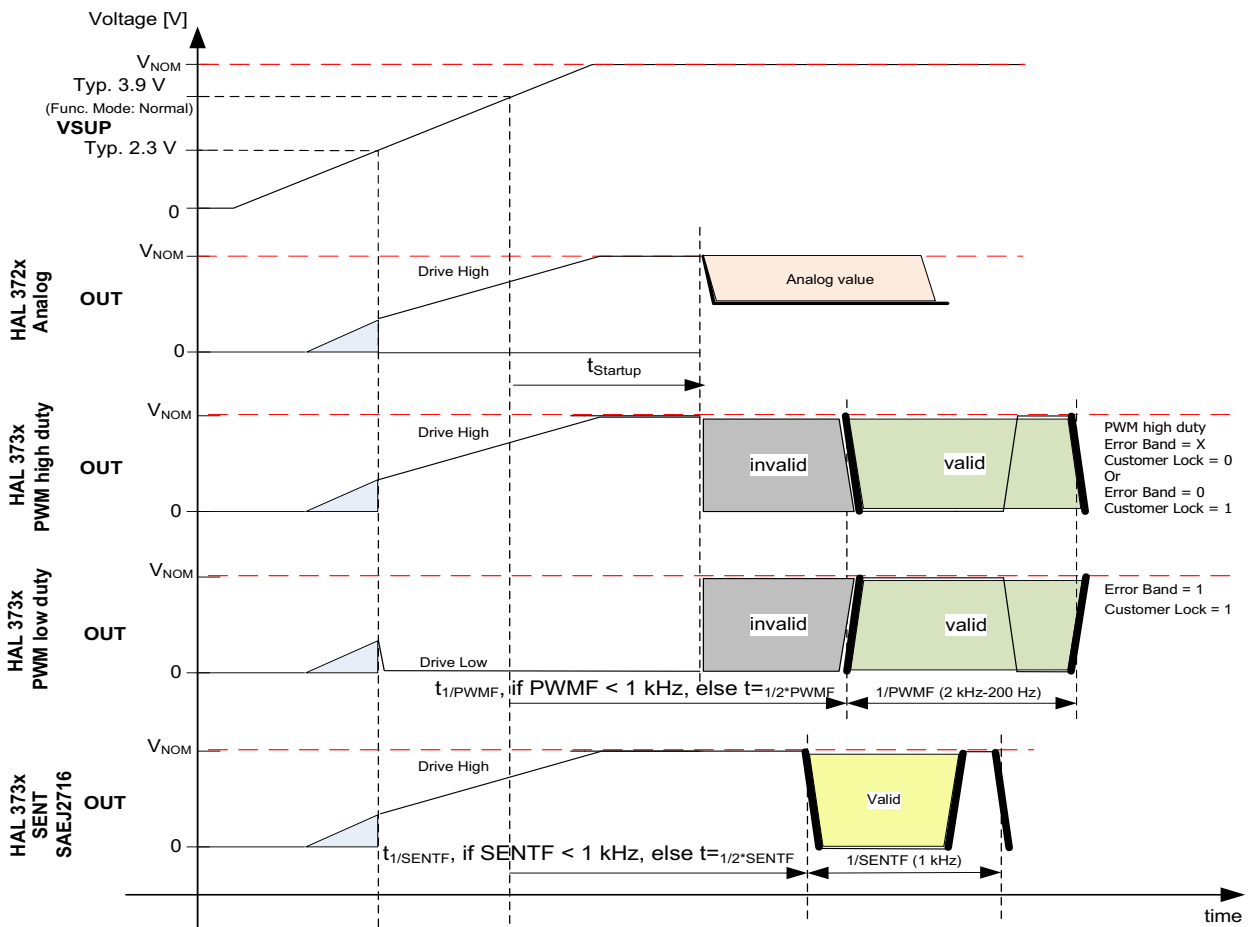 Voltage [V]
VNOM
Typ. 3.9 V
(Func. Mode: Normal)
VSUP
Typ. 2.3 V
0
HAL 372x
Analog
OUT
VNOM
Drive High
Analog value
0
tStartup
HAL 373x
PWM high duty
OUT
VNOM
Drive High
invalid
valid
0
PWM high duty
Error Band = X
Customer Lock = 0
Or
Error Band = 0
Customer Lock = 1
HAL 373x
PWM low duty
OUT
VNOM
invalid
valid
Error Band = 1
Customer Lock = 1
0
Drive Low
t1/PWMF, if PWMF < 1 kHz, else t=1/2*PWMF
1/PWMF (2 kHz-200 Hz)
HAL 373x
SENT
SAEJ2716
OUT
VNOM
Drive High
Valid
0
t1/SENTF, if SENTF < 1 kHz, else t=1/2*SENTF
1/SENTF (1 kHz)
time